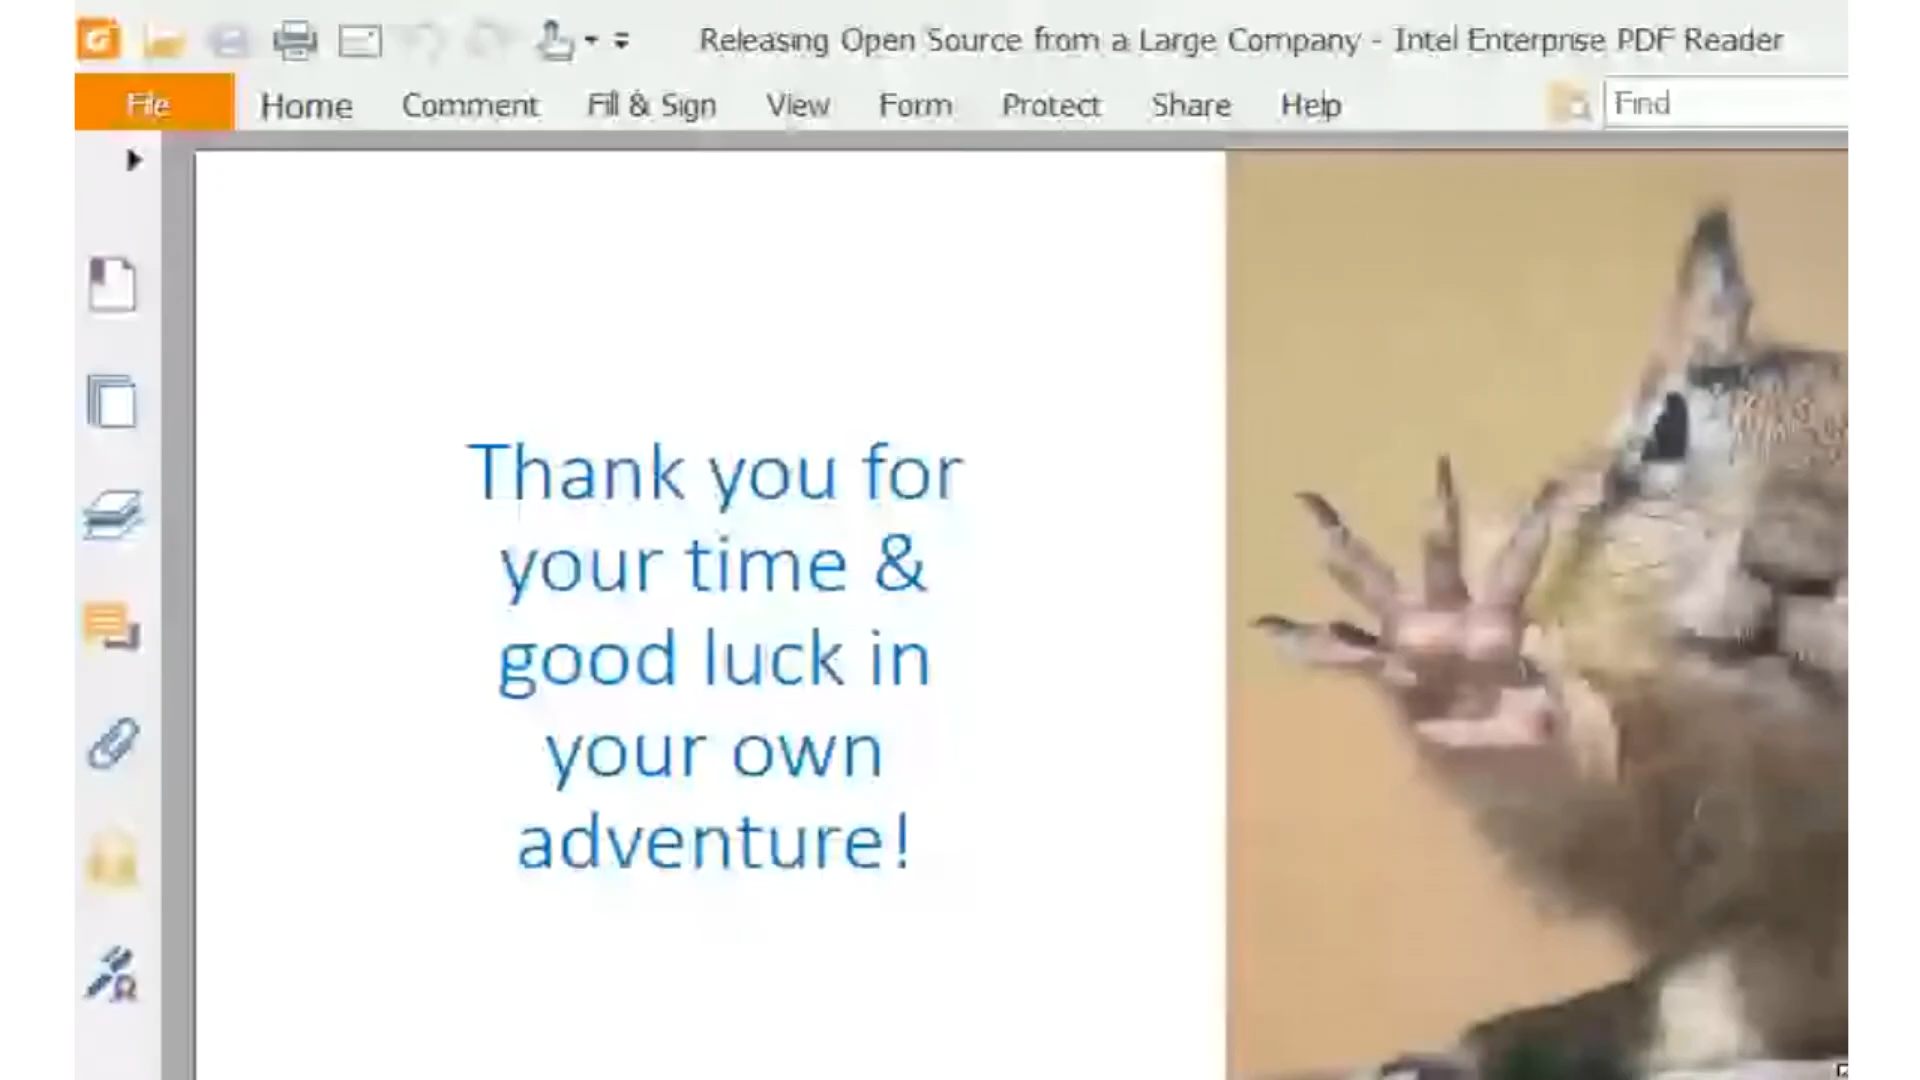 Releasing Open Source from a Large Company - Intel Enterprise PDF Reader
File Home Comment Fill & Sign View Form Protect Share Help Find
Thank you for
your time &
good luck in
your own
adventure!